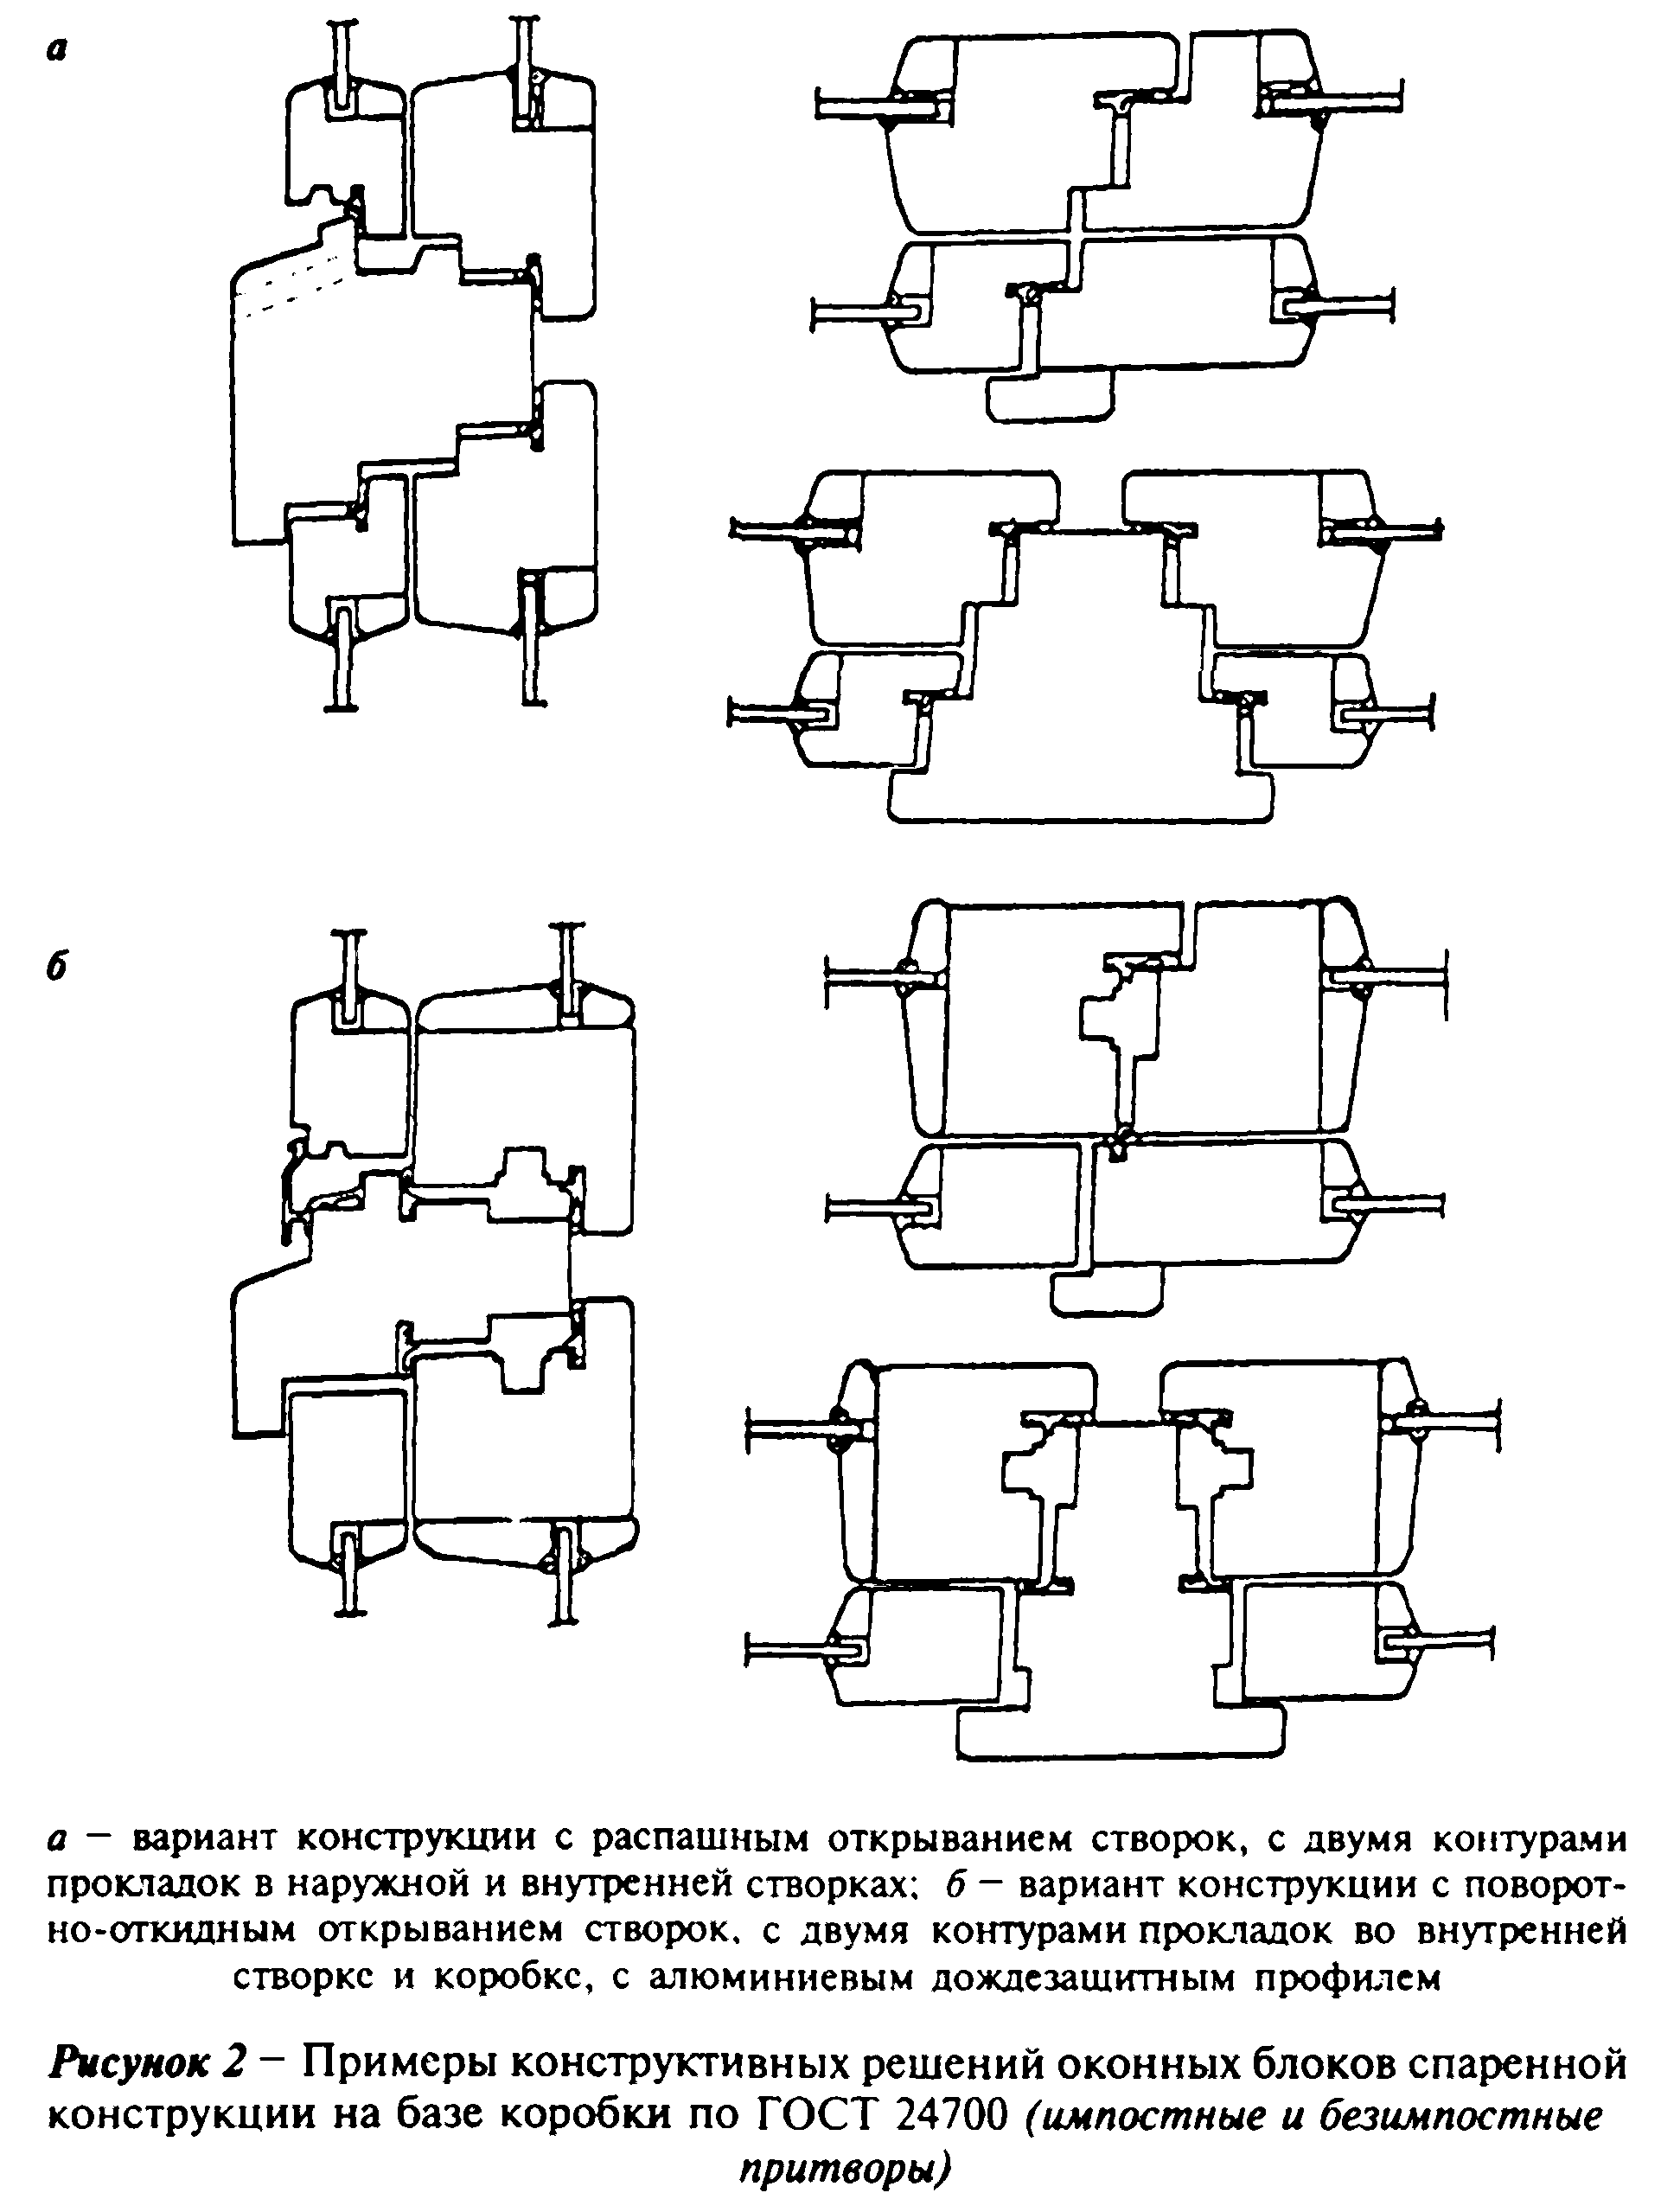 а
б
а – вариант конструкции с распашным открыванием створок, с двумя контурами
прокладок в наружной и внутренней створках; б – вариант конструкции с поворот-
но-откидным открыванием створок, с двумя контурами прокладок во внутренней
створке и коробке, с алюминиевым дождезащитным профилем
Рисунок 2 – Примеры конструктивных решений оконных блоков спаренной
конструкции на базе коробки по ГОСТ 24700 (импостные и безимпостные
притворы)